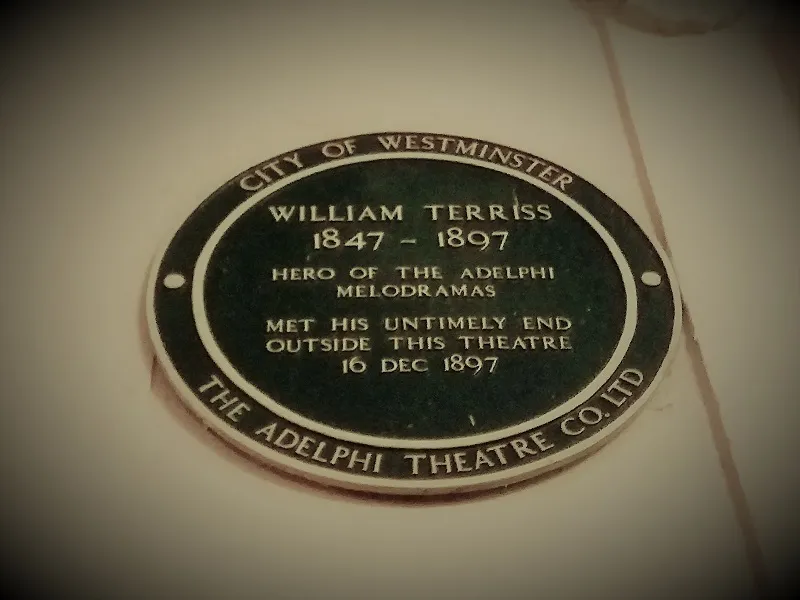 CITY OF WESTMINSTER
WILLIAM TERRISS
1847 - 1897
HERO OF THE ADELPHI
MELODRAMAS
MET HIS UNTIMELY END
OUTSIDE THIS THEATRE
16 DEC 1897
THE ADELPHI THEATRE CO. LTD